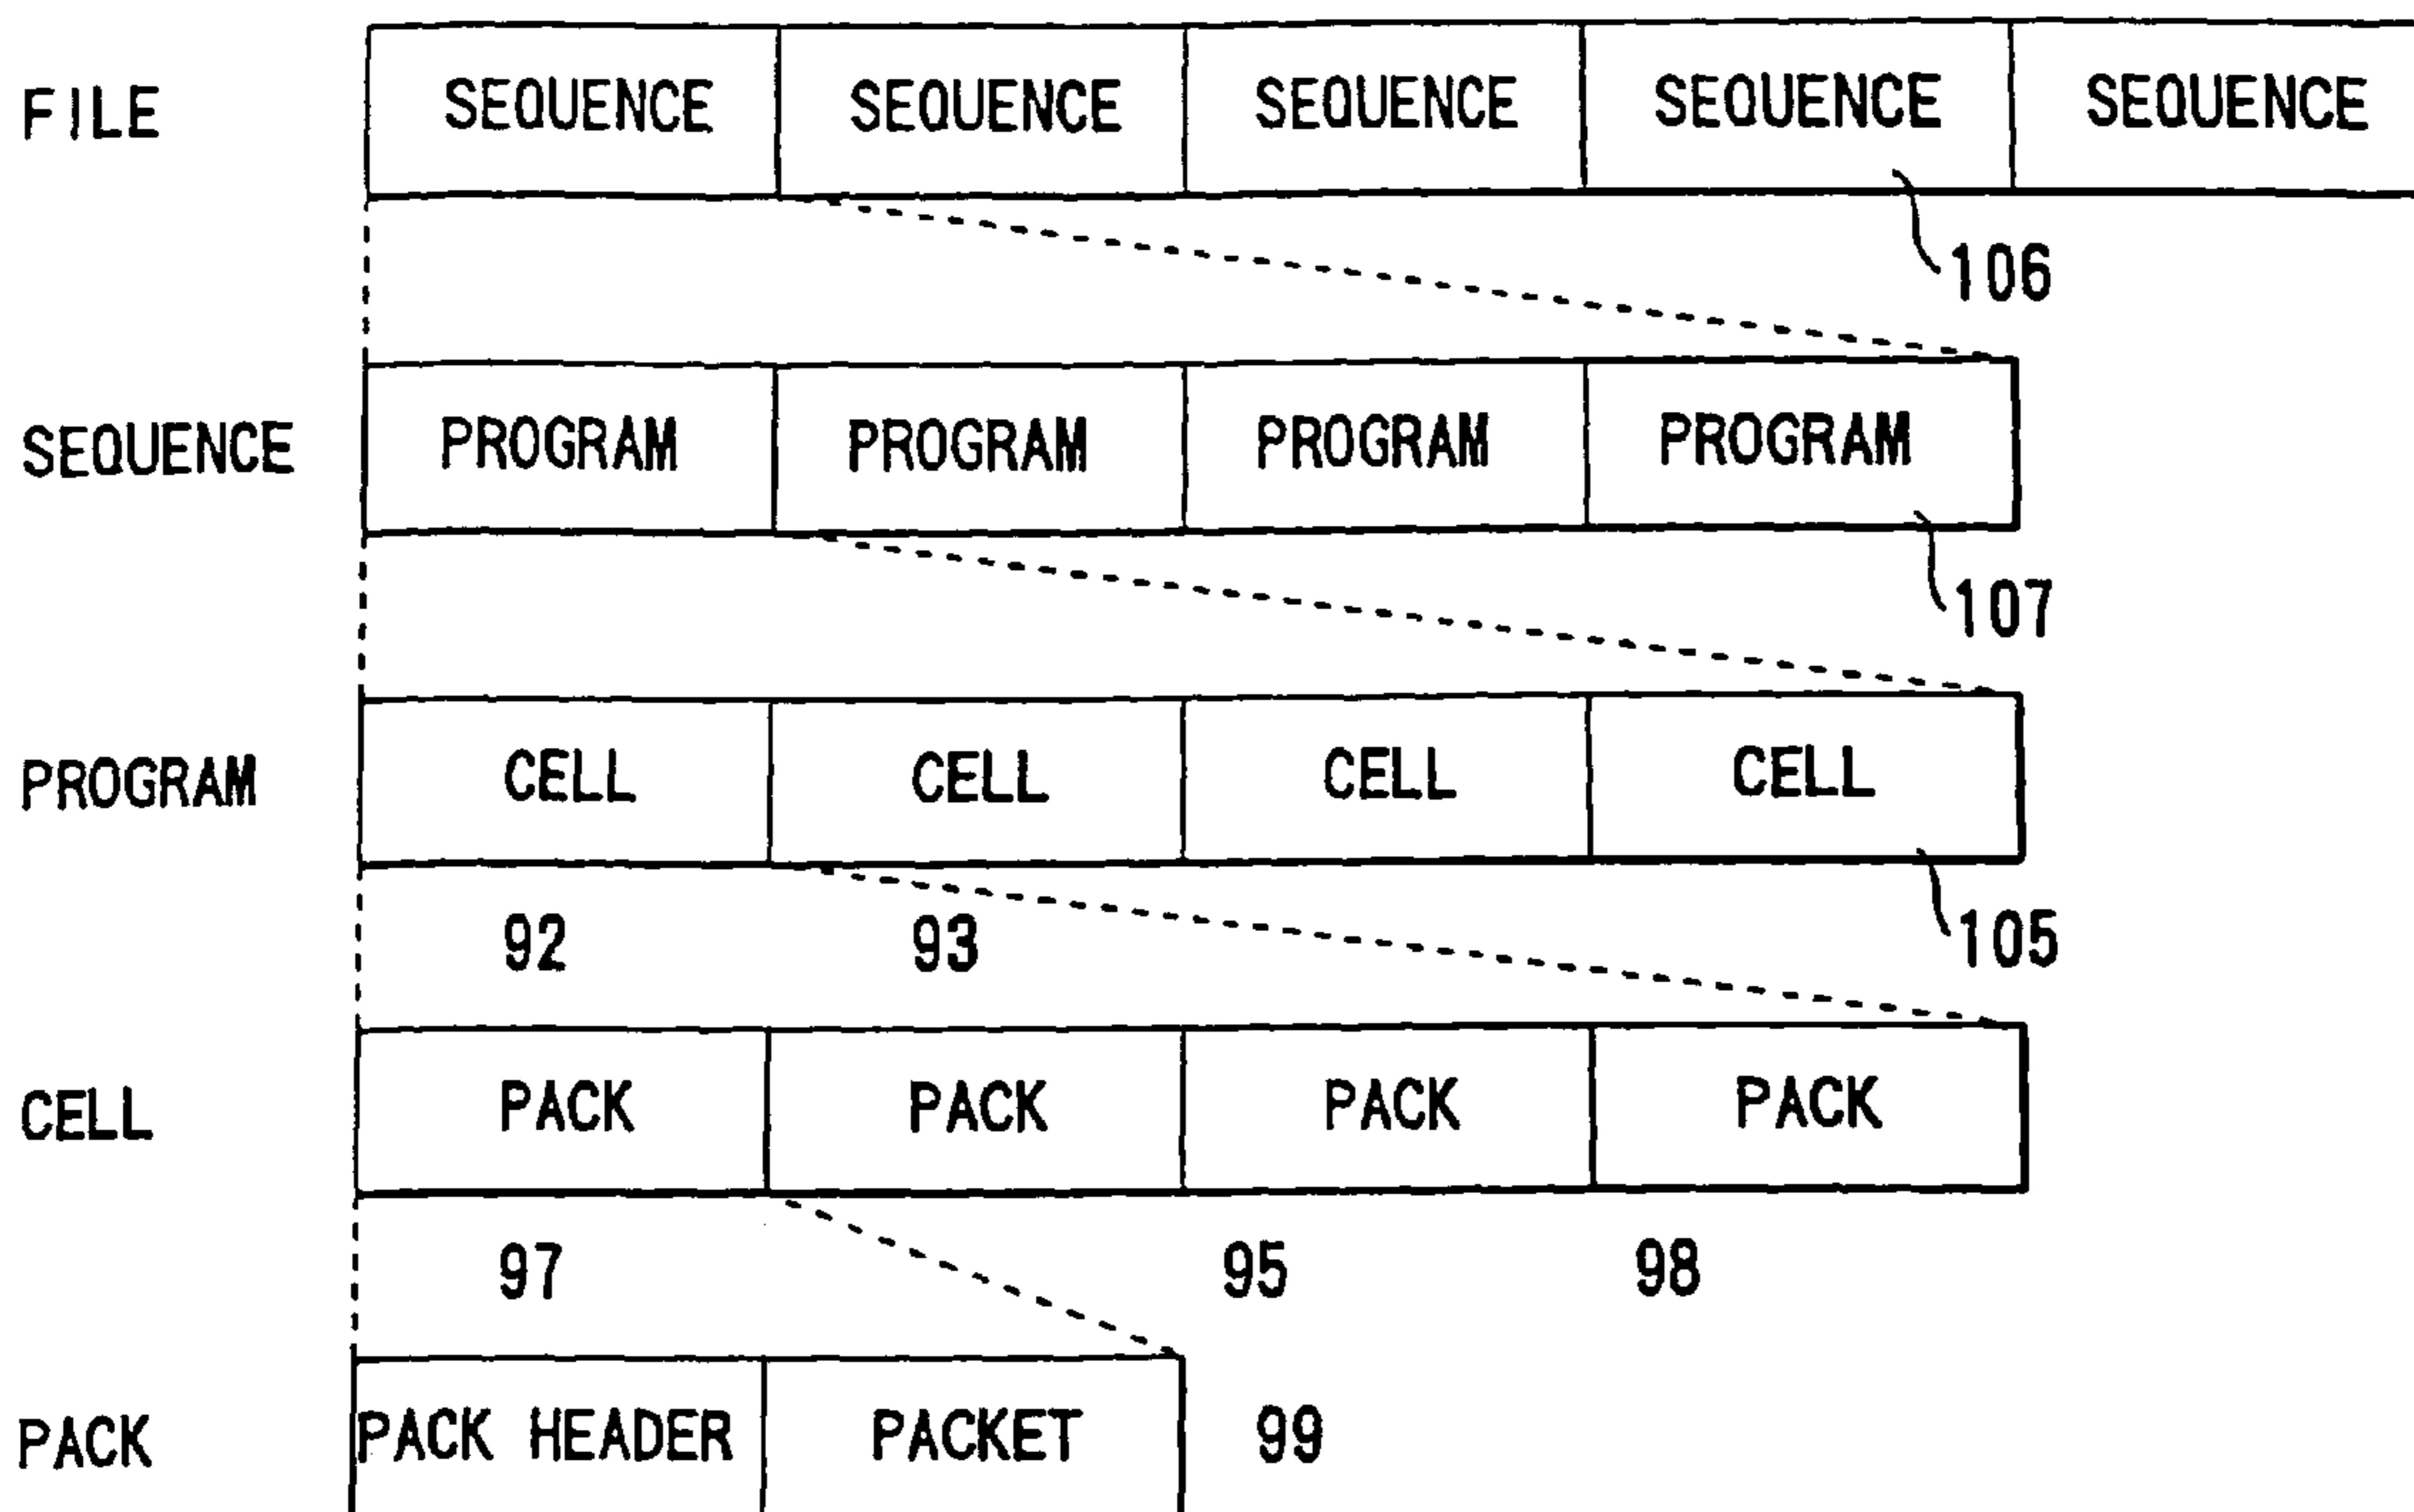 FILE SEQUENCE SEQUENCE SEQUENCE SEQUENCE SEQUENCE
106
SEQUENCE PROGRAM PROGRAM PROGRAM PROGRAM
107
PROGRAM CELL CELL CELL CELL
92 93 105
CELL PACK PACK PACK PACK
97 95 98
PACK PACK HEADER PACKET 99